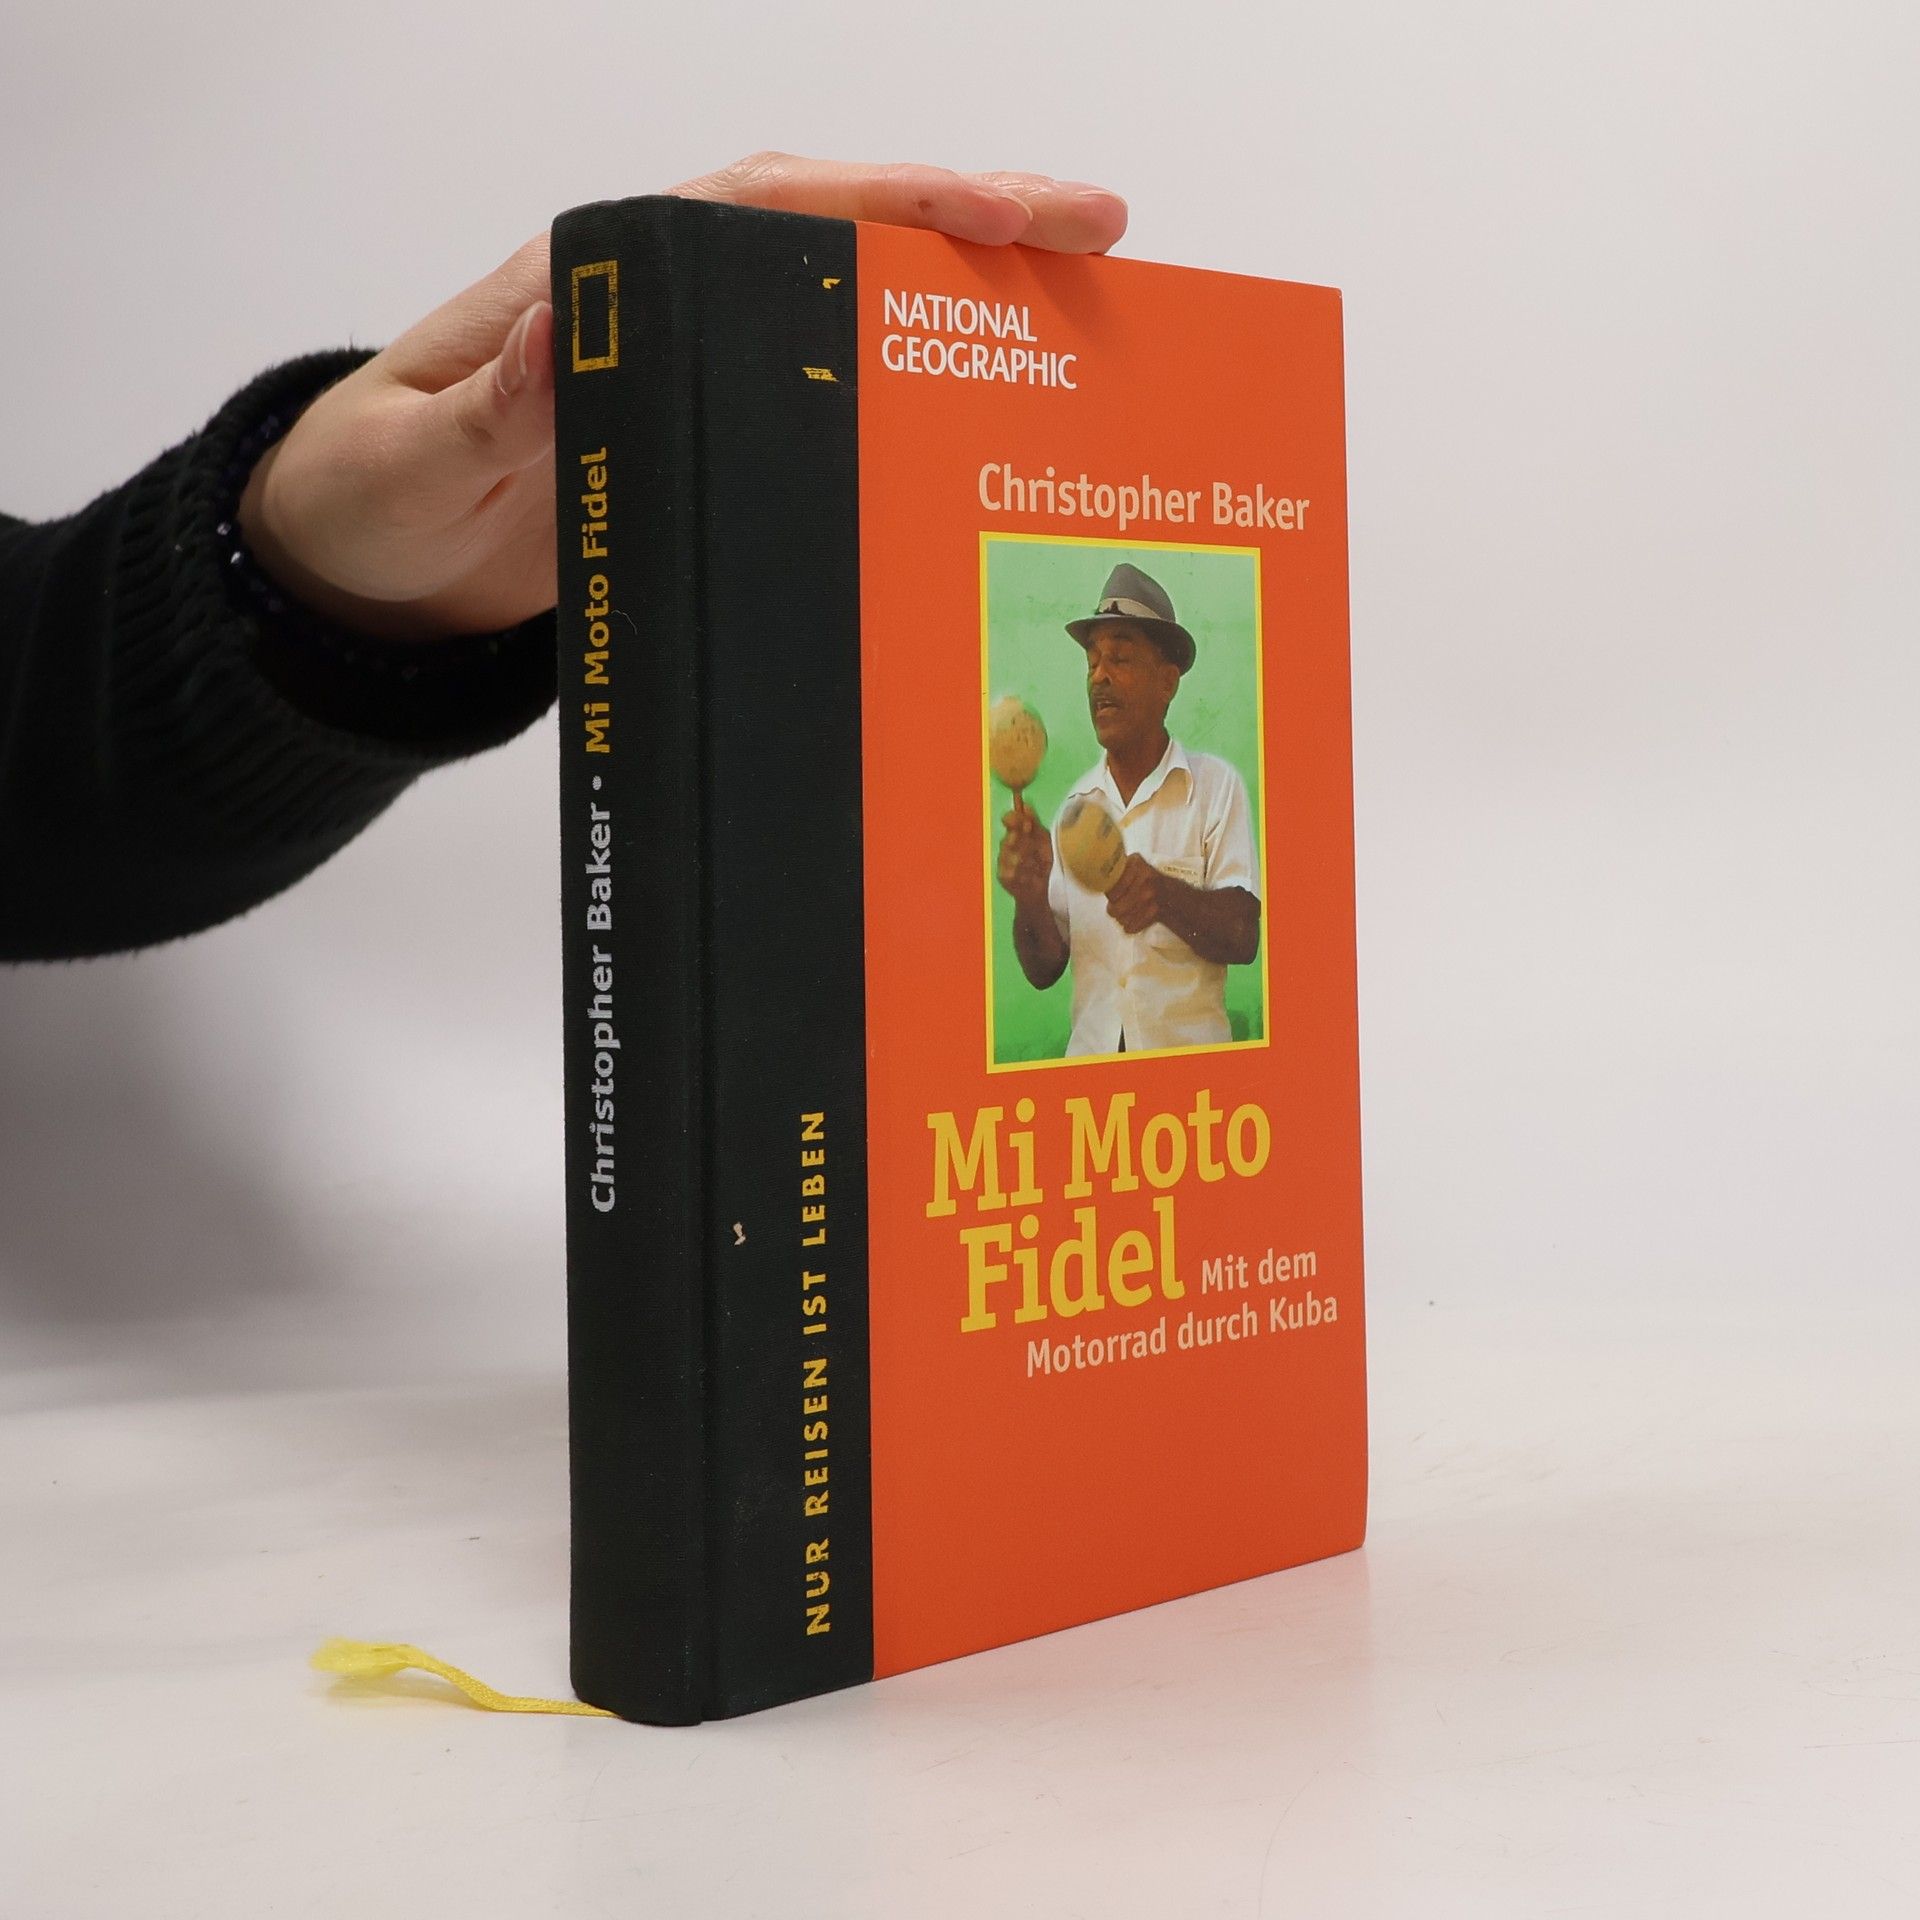 Christopher Baker • Mi Moto Fidel
NUR REISEN IST LEBEN
NATIONAL
GEOGRAPHIC
Christopher Baker
Mi Moto
Fidel Mit dem
Motorrad durch Kuba